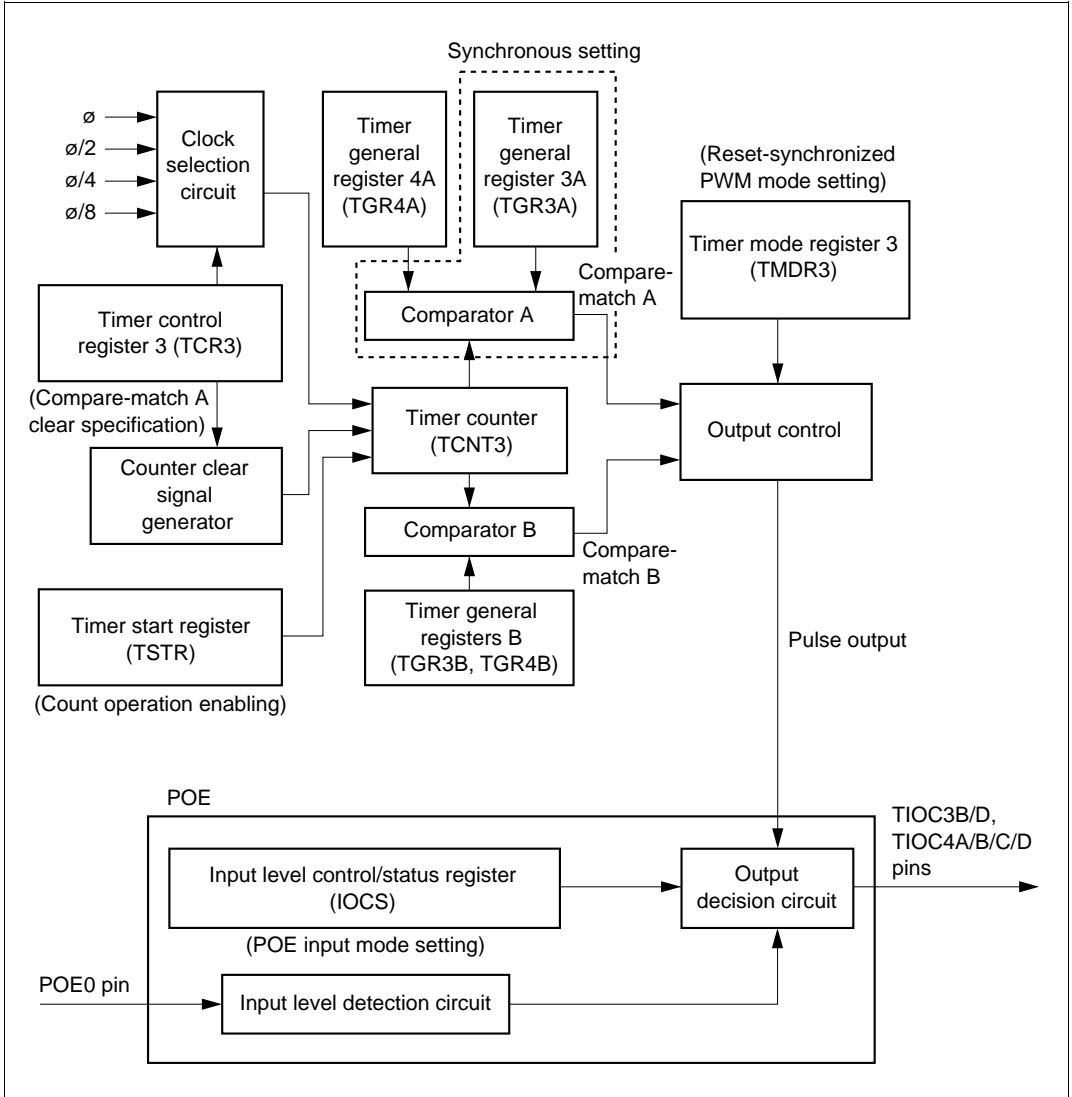 Synchronous setting
ø
ø/2
ø/4
ø/8
Clock
selection
circuit
Timer
general
register 4A
(TGR4A)
Timer
general
register 3A
(TGR3A)
(Reset-synchronized
PWM mode setting)
Timer mode register 3
(TMDR3)
Compare-
match A
Comparator A
Timer control
register 3 (TCR3)
(Compare-match A
clear specification)
Timer counter
(TCNT3)
Output control
Counter clear
signal
generator
Comparator B
Compare-
match B
Timer start register
(TSTR)
(Count operation enabling)
Timer general
registers B
(TGR3B, TGR4B)
Pulse output
POE
TIOC3B/D,
TIOC4A/B/C/D
pins
Input level control/status register
(IOCS)
(POE input mode setting)
Output
decision circuit
POE0 pin
Input level detection circuit